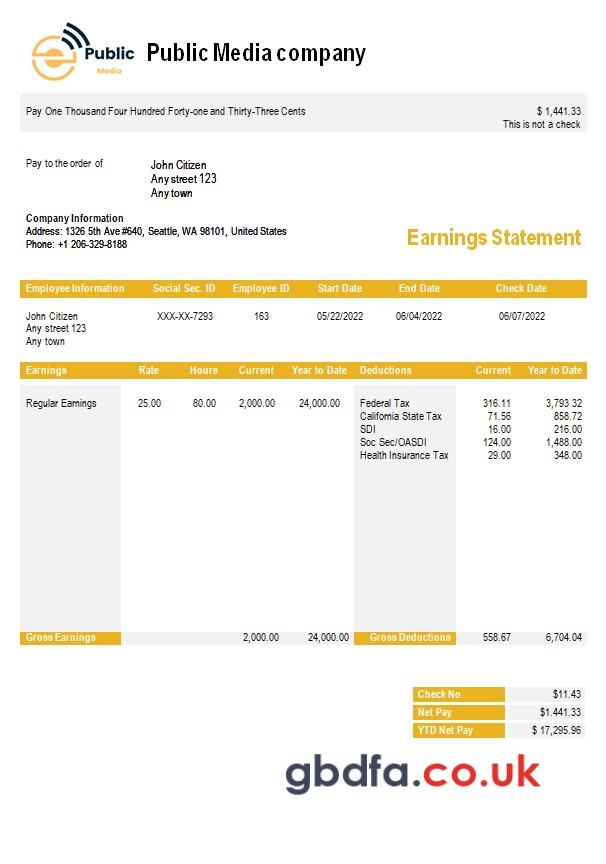 Public
Media
Public Media company
Pay One Thousand Four Hundred Forty-one and Thirty-Three Cents $ 1,441.33
This is not a check
Pay to the order of John Citizen
Any street 123
Any town
Company Information
Address: 1326 5th Ave #640, Seattle, WA 98101, United States
Phone: +1 206-329-8188
Earnings Statement
Employee Information Social Sec. ID Employee ID Start Date End Date Check Date
John Citizen XXX-XX-7293 163 05/22/2022 06/04/2022 06/07/2022
Any street 123
Any town
Earnings Rate Hours Current Year to Date Deductions Current Year to Date
Regular Earnings 25.00 80.00 2,000.00 24,000.00 Federal Tax 316.11 3,793.32
California State Tax 71.56 858.72
SDI 16.00 216.00
Soc Sec/OASDI 124.00 1,488.00
Health Insurance Tax 29.00 348.00
Gross Earnings 2,000.00 24,000.00 Gross Deductions 558.67 6,704.04
Check No. $11.43
Net Pay $1.441.33
YTD Net Pay $ 17,295.96
gbdfa.co.uk